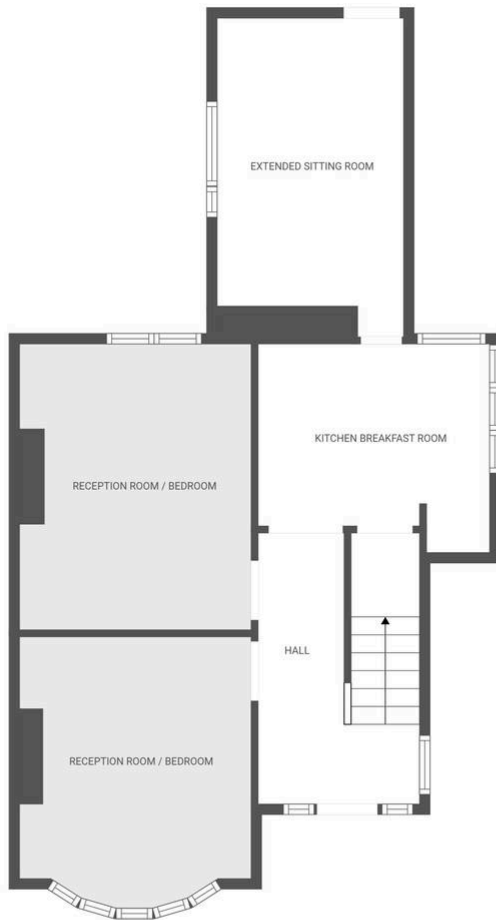 EXTENDED SITTING ROOM
KITCHEN BREAKFAST ROOM
RECEPTION ROOM / BEDROOM
HALL
RECEPTION ROOM / BEDROOM